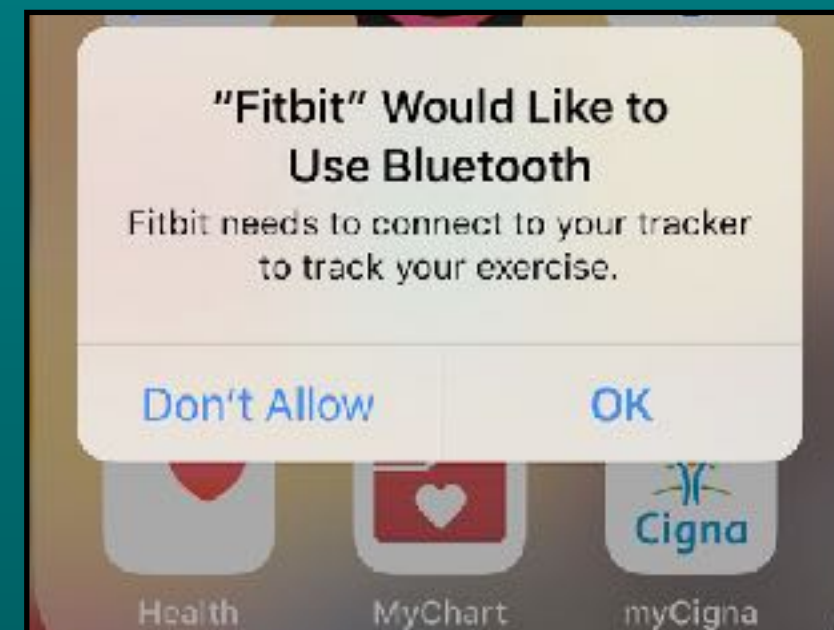 "Fitbit" Would Like to
Use Bluetooth
Fitbit needs to connect to your tracker
to track your exercise.
Don't Allow OK
Cigna
Health MyChart myCigna